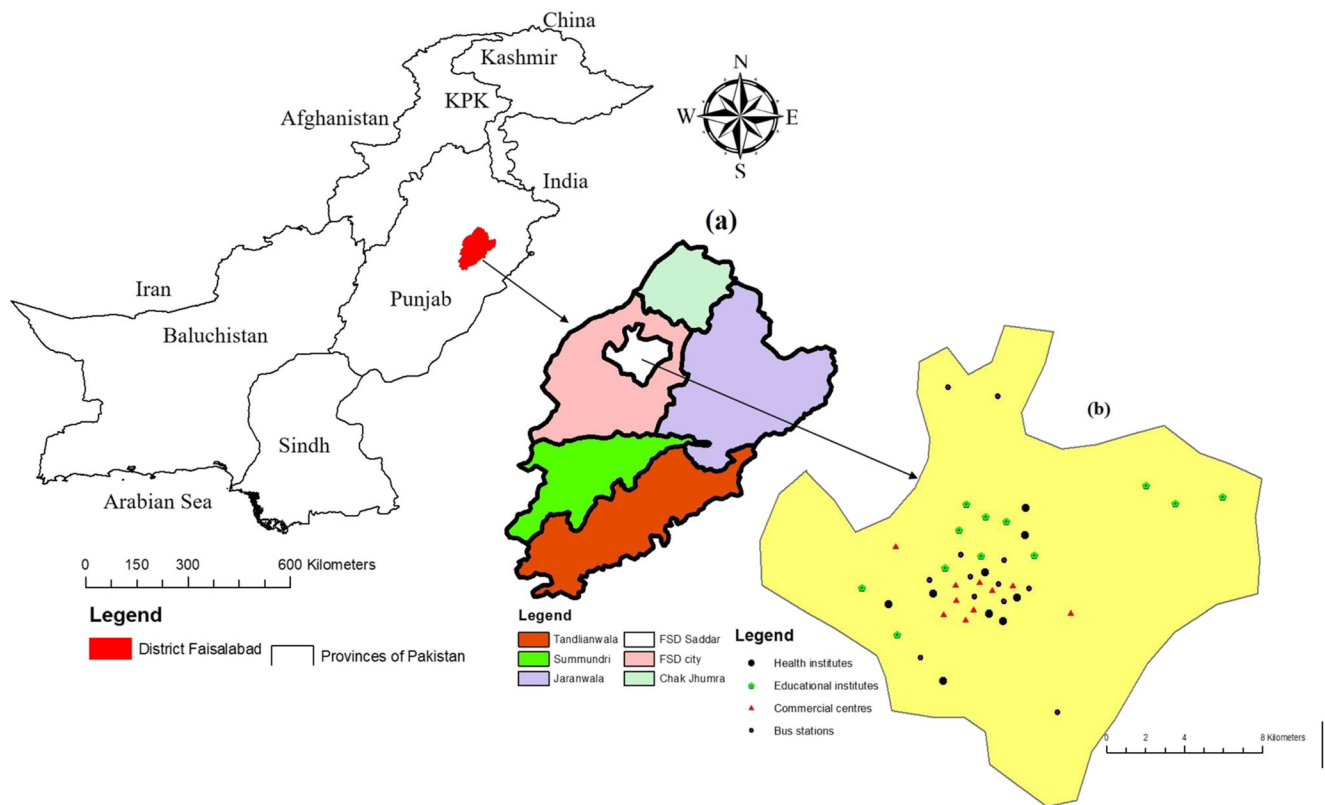 China
Kashmir
KPK
Afghanistan
N
W
E
S
India
(a)
Iran
Punjab
Baluchistan
Sindh
Arabian Sea
(b)
0 150 300 600 Kilometers
Legend
District Faisalabad
Provinces of Pakistan
Legend
Tandlianwala
FSD Saddar
Summundri
FSD city
Jaranwala
Chak Jhumra
Legend
Health institutes
Educational institutes
Commercial centres
Bus stations
0 2 4 8 Kilometers